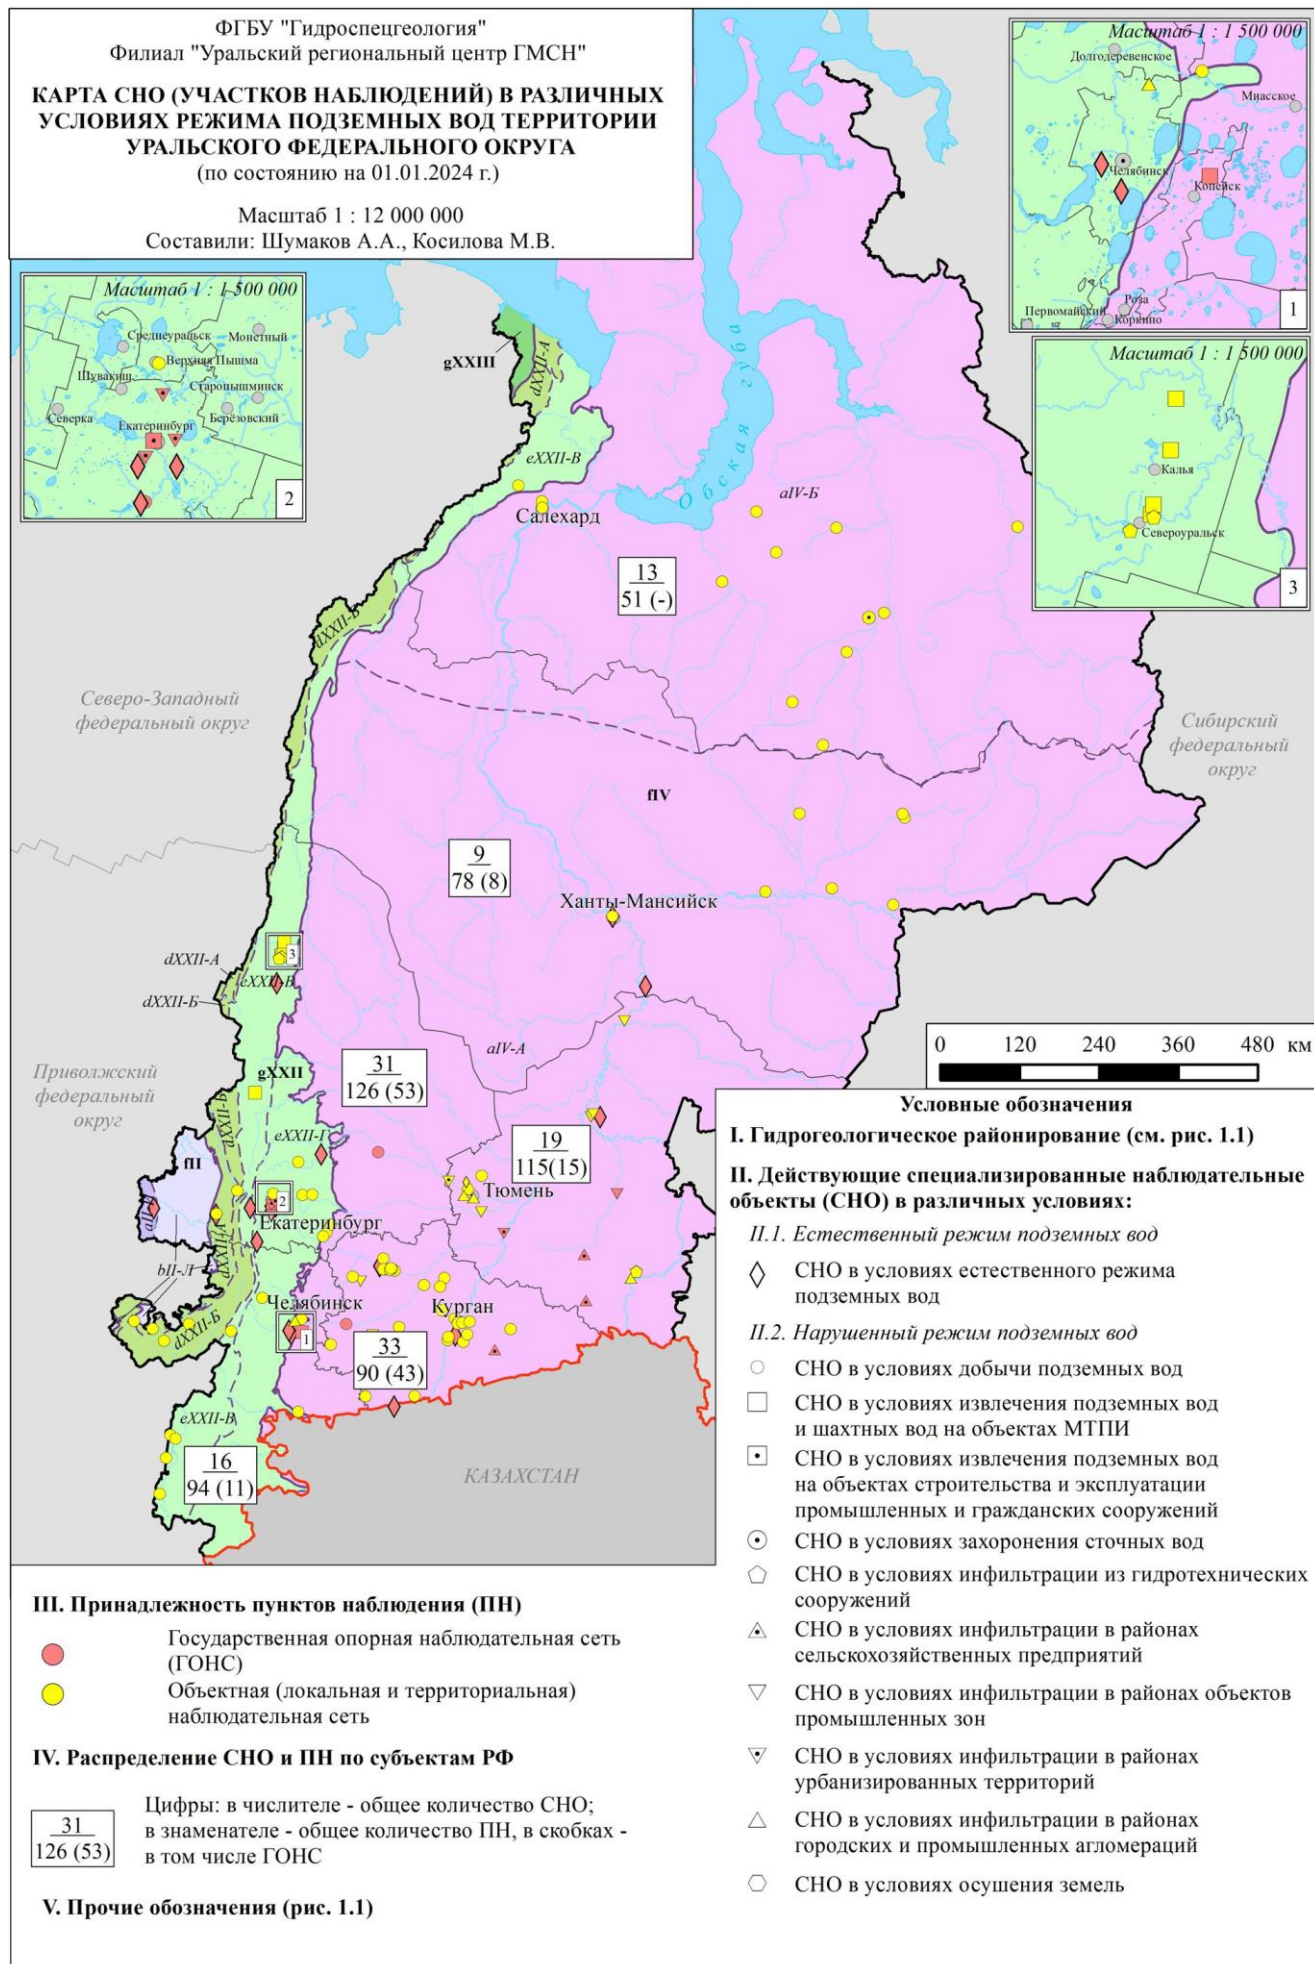 ФГБУ "Гидроспецгеология"
Филиал "Уральский региональный центр ГМСН"
КАРТА СНО (УЧАСТКОВ НАБЛЮДЕНИЙ) В РАЗЛИЧНЫХ
УСЛОВИЯХ РЕЖИМА ПОДЗЕМНЫХ ВОД ТЕРРИТОРИИ
УРАЛЬСКОГО ФЕДЕРАЛЬНОГО ОКРУГА
(по состоянию на 01.01.2024 г.)
Масштаб 1 : 12 000 000
Составили: Шумаков А.А., Косилова М.В.
Масштаб 1 : 1 500 000
Долгодеревенское
Миасское
Челябинск
Копейск
Роза
Первомайский
Коркино
1
Масштаб 1 : 1 500 000
Среднеуральск
Монетный
Верхняя Пышма
Шувакиш
Старопышминск
Северка
Берёзовский
Екатеринбург
2
Масштаб 1 : 1 500 000
Калья
Североуральск
3
gXXIII
dXXII-А
eXXII-В
Обская губа
aIV-Б
Салехард
13
51 (-)
dXXII-Б
Северо-Западный
федеральный округ
Сибирский
федеральный
округ
fIV
9
78 (8)
Ханты-Мансийск
3
dXXII-А
eXXII-В
dXXII-Б
aIV-А
Приволжский
федеральный
округ
gXXII
31
126 (53)
0 120 240 360 480 км
dXXII-Б
eXXII-Г
fII
19
115(15)
Тюмень
2
Екатеринбург
bII-Л
dXXII-А
Челябинск
Курган
dXXII-Б
1
33
90 (43)
eXXII-В
16
94 (11)
КАЗАХСТАН
Условные обозначения
I. Гидрогеологическое районирование (см. рис. 1.1)
II. Действующие специализированные наблюдательные
объекты (СНО) в различных условиях:
II.1. Естественный режим подземных вод
СНО в условиях естественного режима
подземных вод
II.2. Нарушенный режим подземных вод
СНО в условиях добычи подземных вод
СНО в условиях извлечения подземных вод
и шахтных вод на объектах МТПИ
СНО в условиях извлечения подземных вод
на объектах строительства и эксплуатации
промышленных и гражданских сооружений
СНО в условиях захоронения сточных вод
СНО в условиях инфильтрации из гидротехнических
сооружений
СНО в условиях инфильтрации в районах
сельскохозяйственных предприятий
СНО в условиях инфильтрации в районах объектов
промышленных зон
СНО в условиях инфильтрации в районах
урбанизированных территорий
СНО в условиях инфильтрации в районах
городских и промышленных агломераций
СНО в условиях осушения земель
III. Принадлежность пунктов наблюдения (ПН)
Государственная опорная наблюдательная сеть
(ГОНС)
Объектная (локальная и территориальная)
наблюдательная сеть
IV. Распределение СНО и ПН по субъектам РФ
31
126 (53)
Цифры: в числителе - общее количество СНО;
в знаменателе - общее количество ПН, в скобках -
в том числе ГОНС
V. Прочие обозначения (рис. 1.1)